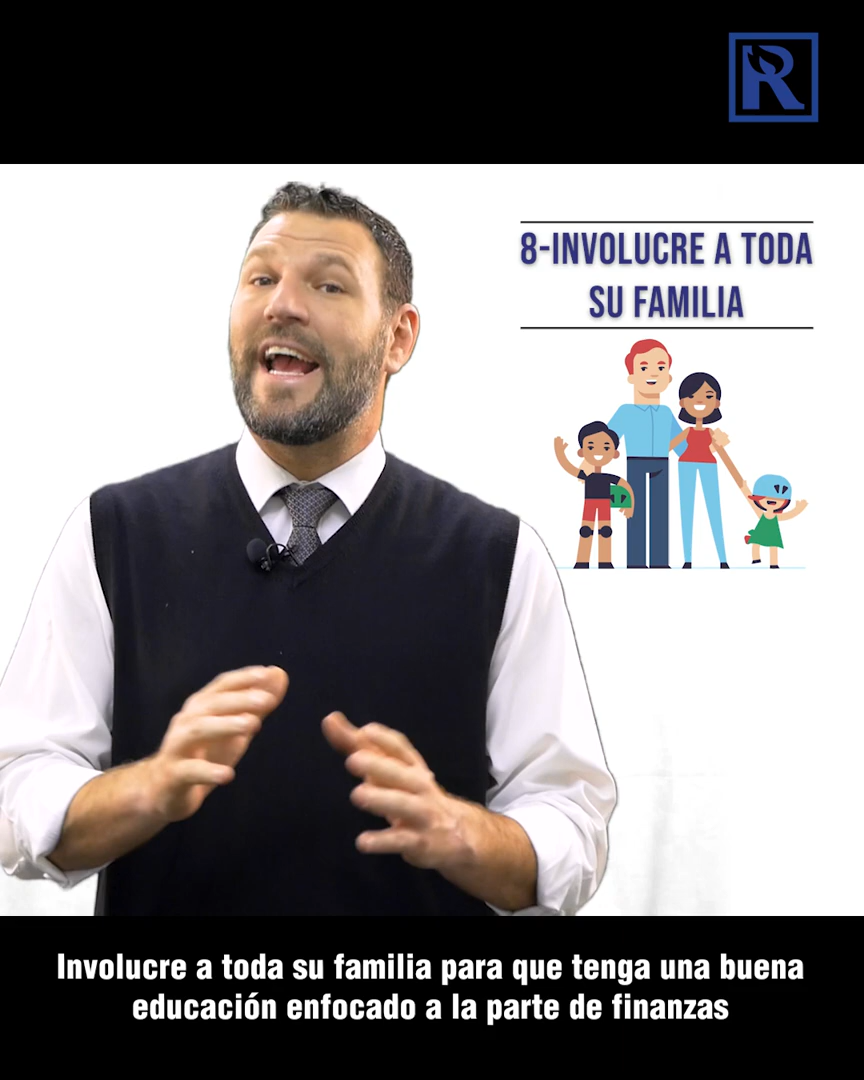 R
8-INVOLUCRE A TODA
SU FAMILIA
Involucre a toda su familia para que tenga una buena
educación enfocado a la parte de finanzas